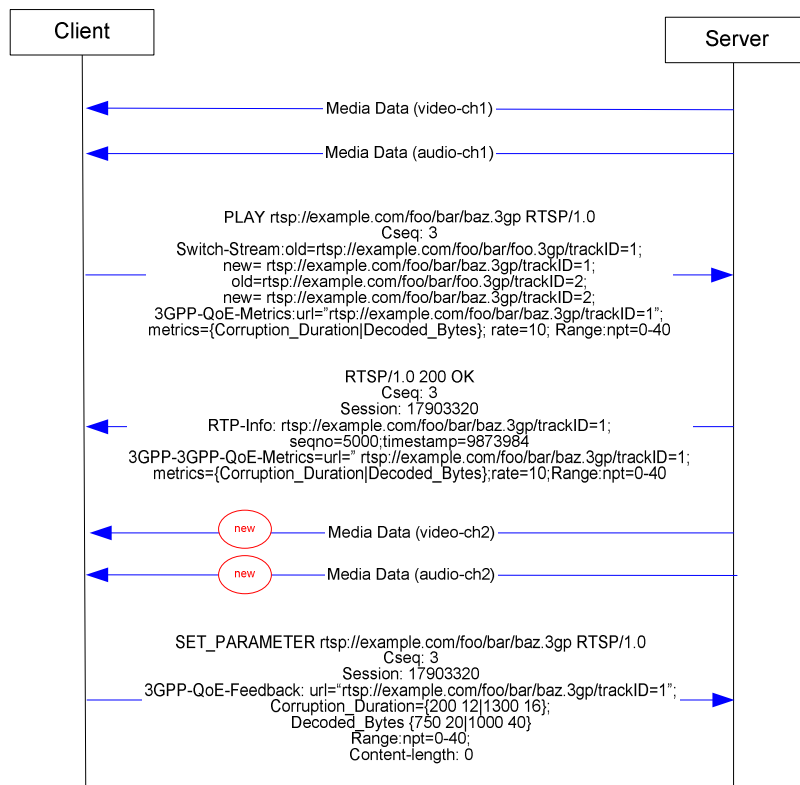 Client
Server
Media Data (video-ch1)
Media Data (audio-ch1)
PLAY rtsp://example.com/foo/bar/baz.3gp RTSP/1.0
Cseq: 3
Switch-Stream:old=rtsp://example.com/foo/bar/foo.3gp/trackID=1;
new= rtsp://example.com/foo/bar/baz.3gp/trackID=1;
old=rtsp://example.com/foo/bar/foo.3gp/trackID=2;
new= rtsp://example.com/foo/bar/baz.3gp/trackID=2;
3GPP-QoE-Metrics:url=”rtsp://example.com/foo/bar/baz.3gp/trackID=1”;
metrics={Corruption_Duration|Decoded_Bytes}; rate=10; Range:npt=0-40
RTSP/1.0 200 OK
Cseq: 3
Session: 17903320
RTP-Info: rtsp://example.com/foo/bar/baz.3gp/trackID=1;
seqno=5000;timestamp=9873984
3GPP-3GPP-QoE-Metrics=url=” rtsp://example.com/foo/bar/baz.3gp/trackID=1;
metrics={Corruption_Duration|Decoded_Bytes};rate=10;Range:npt=0-40
new
Media Data (video-ch2)
new
Media Data (audio-ch2)
SET_PARAMETER rtsp://example.com/foo/bar/baz.3gp RTSP/1.0
Cseq: 3
Session: 17903320
3GPP-QoE-Feedback: url=“rtsp://example.com/foo/bar/baz.3gp/trackID=1”;
Corruption_Duration={200 12|1300 16};
Decoded_Bytes {750 20|1000 40}
Range:npt=0-40;
Content-length: 0